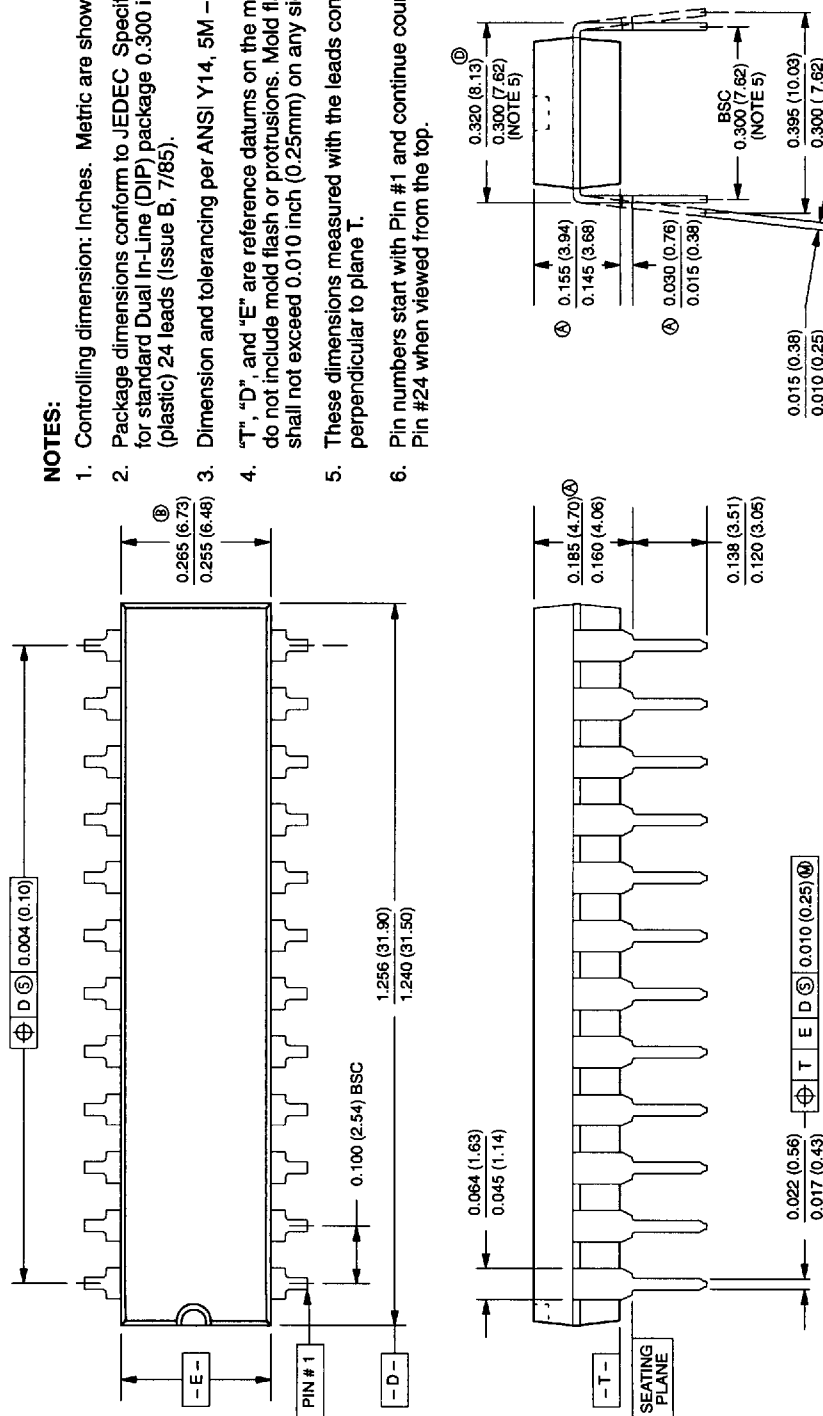 NOTES:
1. Controlling dimension: Inches. Metric are show
2. Package dimensions conform to JEDEC Specif
for standard Dual In-Line (DIP) package 0.300 i
(plastic) 24 leads (Issue B, 7/85).
3. Dimension and tolerancing per ANSI Y14, 5M –
4. "T", "D", and "E" are reference datums on the m
do not include mold flash or protrusions. Mold fl
shall not exceed 0.010 inch (0.25mm) on any si
5. These dimensions measured with the leads con
perpendicular to plane T.
6. Pin numbers start with Pin #1 and continue cour
Pin #24 when viewed from the top.
⌖ D Ⓢ 0.004 (0.10)
Ⓑ
0.265 (6.73)
0.255 (6.48)
- E -
PIN # 1
- D -
0.100 (2.54) BSC
1.256 (31.90)
1.240 (31.50)
0.064 (1.63)
0.045 (1.14)
0.185 (4.70) Ⓐ
0.160 (4.06)
0.138 (3.51)
0.120 (3.05)
- T -
SEATING
PLANE
0.022 (0.56)
0.017 (0.43)
⌖ T E D Ⓢ 0.010 (0.25) Ⓜ
Ⓓ
0.320 (8.13)
0.300 (7.62)
(NOTE 5)
Ⓐ
0.155 (3.94)
0.145 (3.68)
Ⓐ
0.030 (0.76)
0.015 (0.38)
BSC
0.300 (7.62)
(NOTE 5)
0.395 (10.03)
0.300 ( 7.62)
0.015 (0.38)
0.010 (0.25)